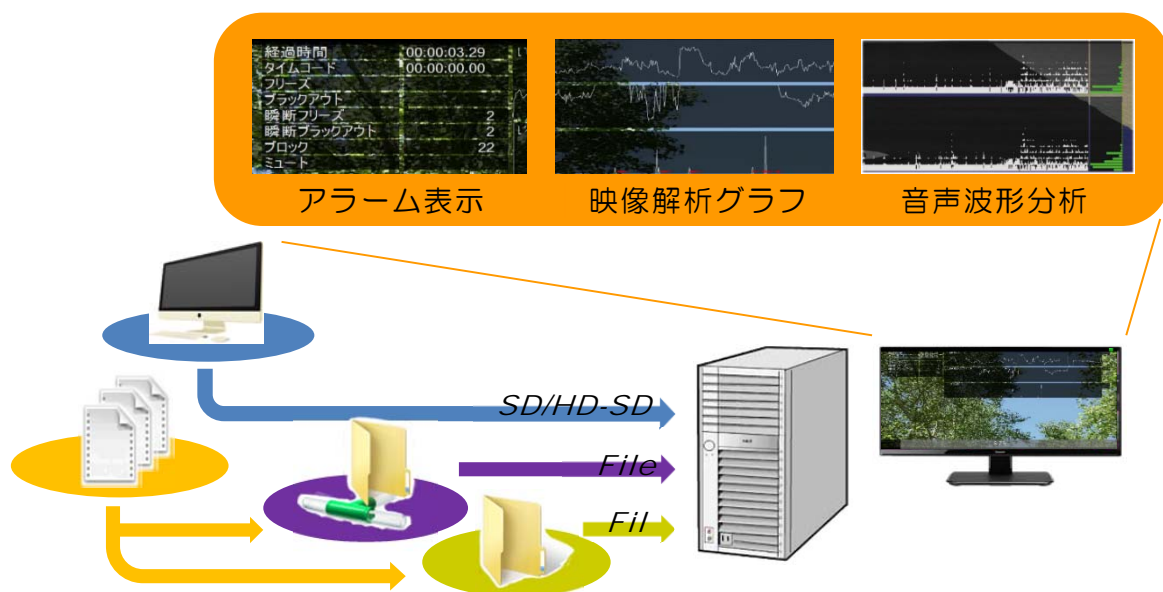 経過時間 00:00:03.29
タイムコード 00:00:00.00
フリーズ
ブラックアウト
瞬断フリーズ 2
瞬断ブラックアウト 2
ブロック 22
ミュート
アラーム表示
映像解析グラフ
音声波形分析
SD/HD-SD
File
Fil